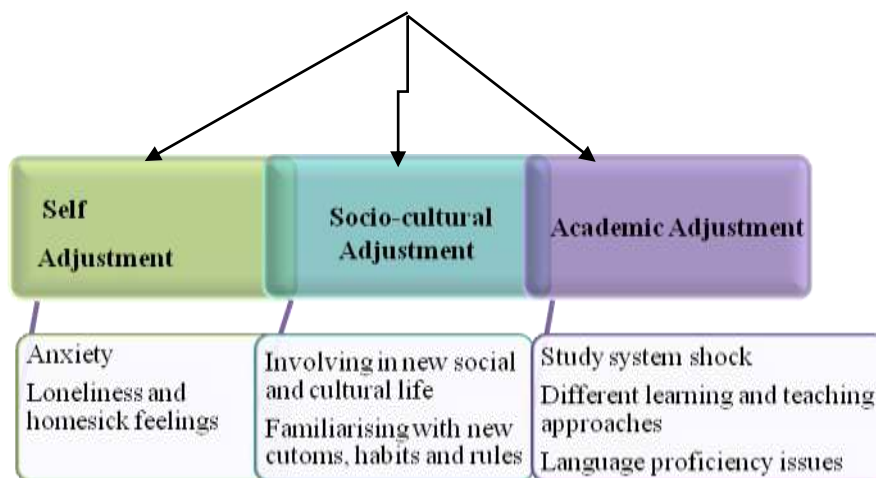 Self
Adjustment
Socio-cultural
Adjustment
Academic Adjustment
Anxiety
Loneliness and
homesick feelings
Involving in new social
and cultural life
Familiarising with new
cutoms, habits and rules
Study system shock
Different learning and teaching
approaches
Language proficiency issues